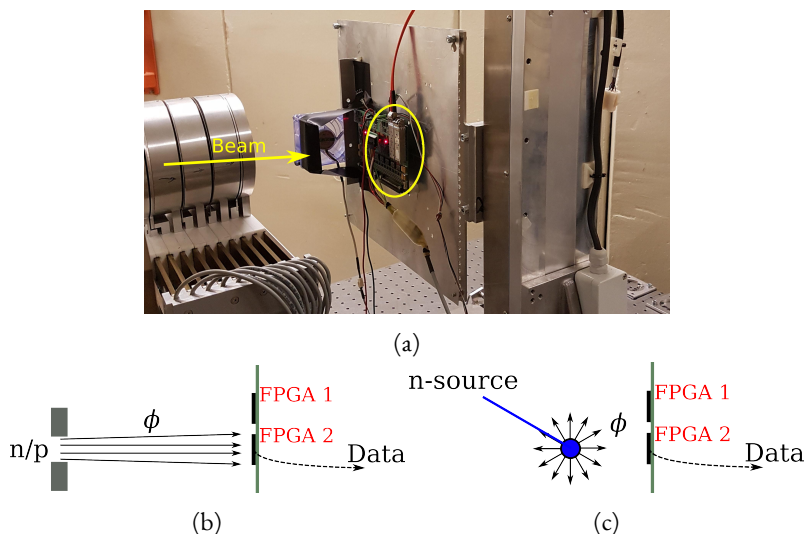 Beam
(a)
n-source
FPGA 1
ϕ
FPGA 2
n/p
Data
(b)
FPGA 1
ϕ
FPGA 2
Data
(c)